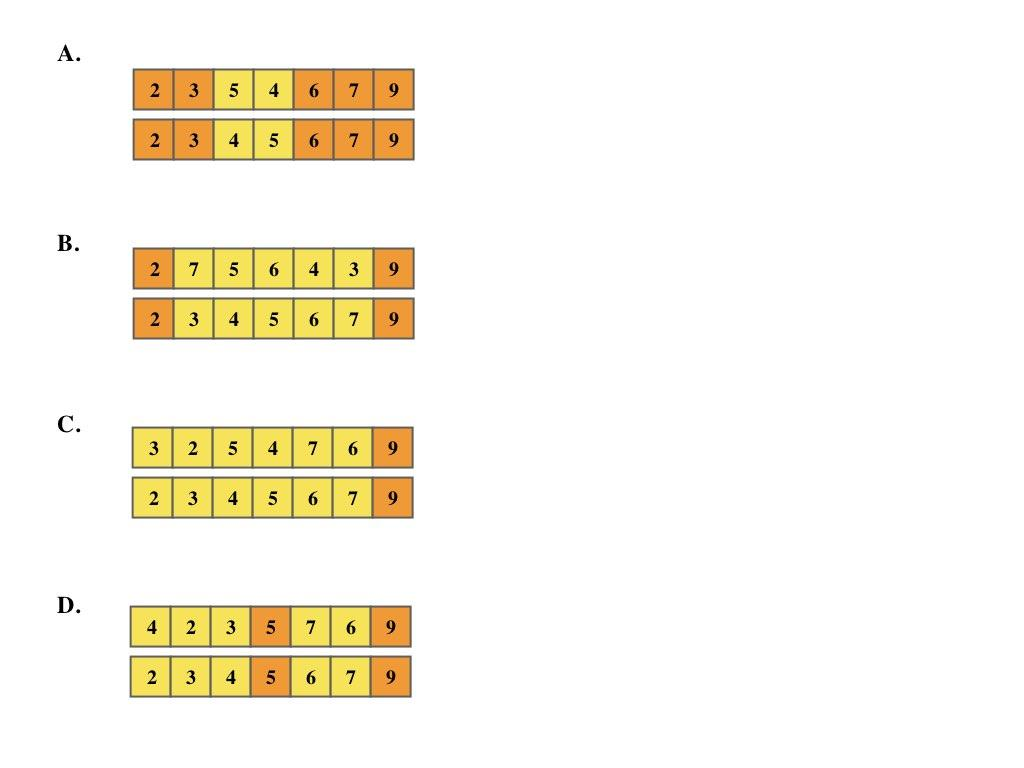 A.
2 3 5 4 6 7 9
2 3 4 5 6 7 9
B.
2 7 5 6 4 3 9
2 3 4 5 6 7 9
C.
3 2 5 4 7 6 9
2 3 4 5 6 7 9
D.
4 2 3 5 7 6 9
2 3 4 5 6 7 9